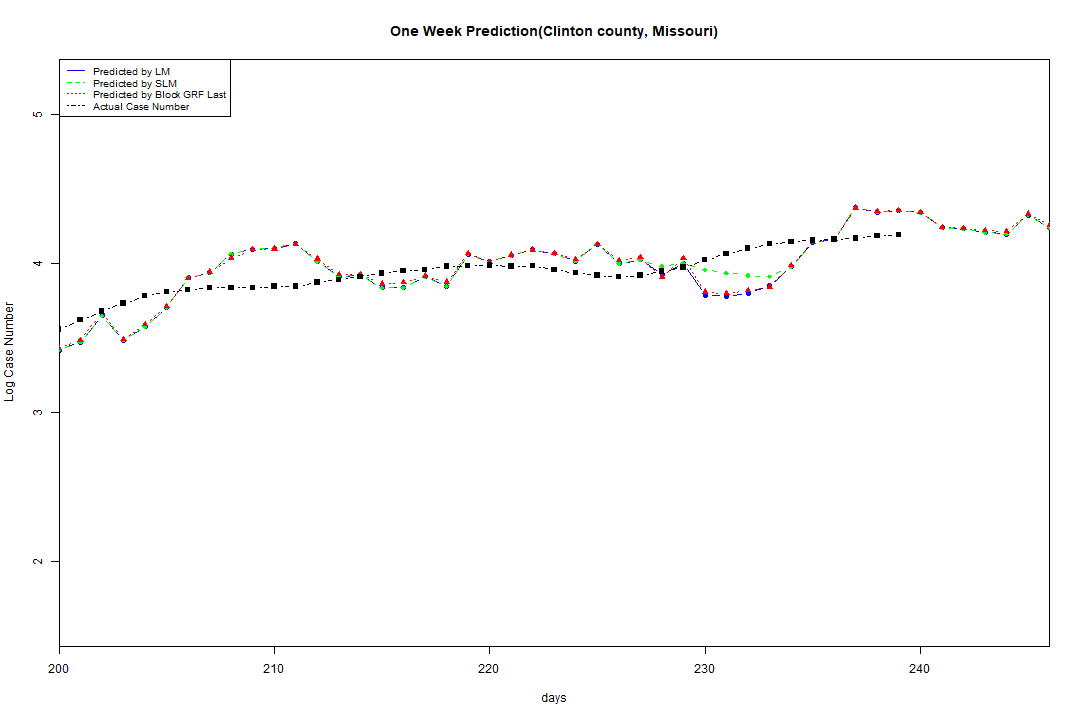 One Week Prediction(Clinton county, Missouri)
Predicted by LM
Predicted by SLM
Predicted by Block GRF Last
Actual Case Number
5
4
3
2
Log Case Number
200 210 220 230 240
days